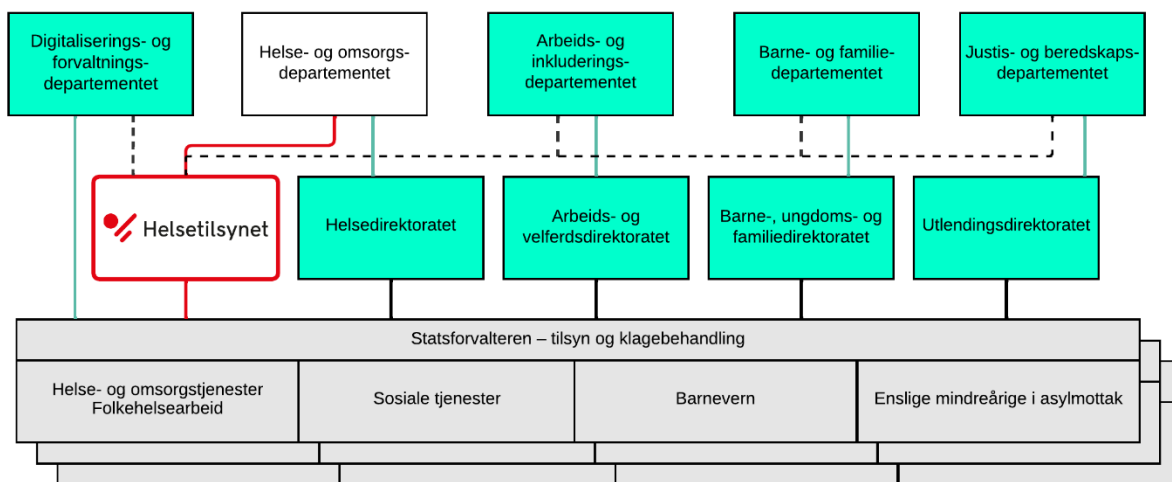 Digitaliserings- og
forvaltnings-
departementet
Helse- og omsorgs-
departementet
Arbeids- og
inkluderings-
departementet
Barne- og familie-
departementet
Justis- og beredskaps-
departementet
Helsetilsynet
Helsedirektoratet
Arbeids- og
velferdsdirektoratet
Barne-, ungdoms- og
familiedirektoratet
Utlendingsdirektoratet
Statsforvalteren – tilsyn og klagebehandling
Helse- og omsorgstjenester
Folkehelsearbeid
Sosiale tjenester
Barnevern
Enslige mindreårige i asylmottak